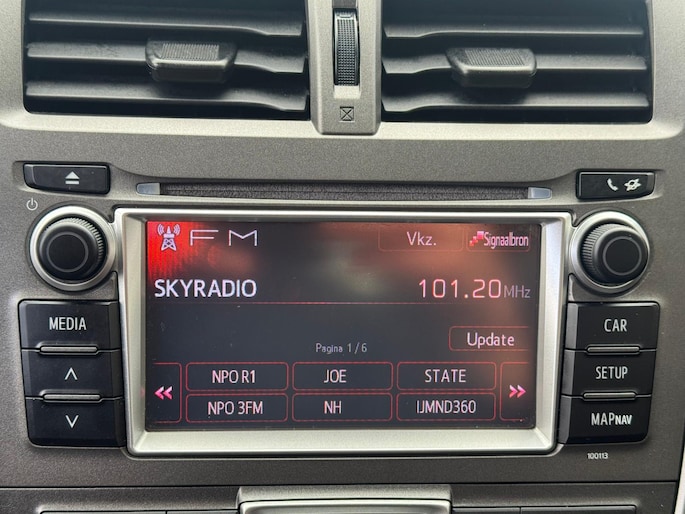 FM
Vkz.
Signaalbron
SKYRADIO
101.20MHz
Update
Pagina 1/6
NPO R1
JOE
STATE
NPO 3FM
NH
IJMND360
MEDIA
CAR
SETUP
MAPNAV
100113